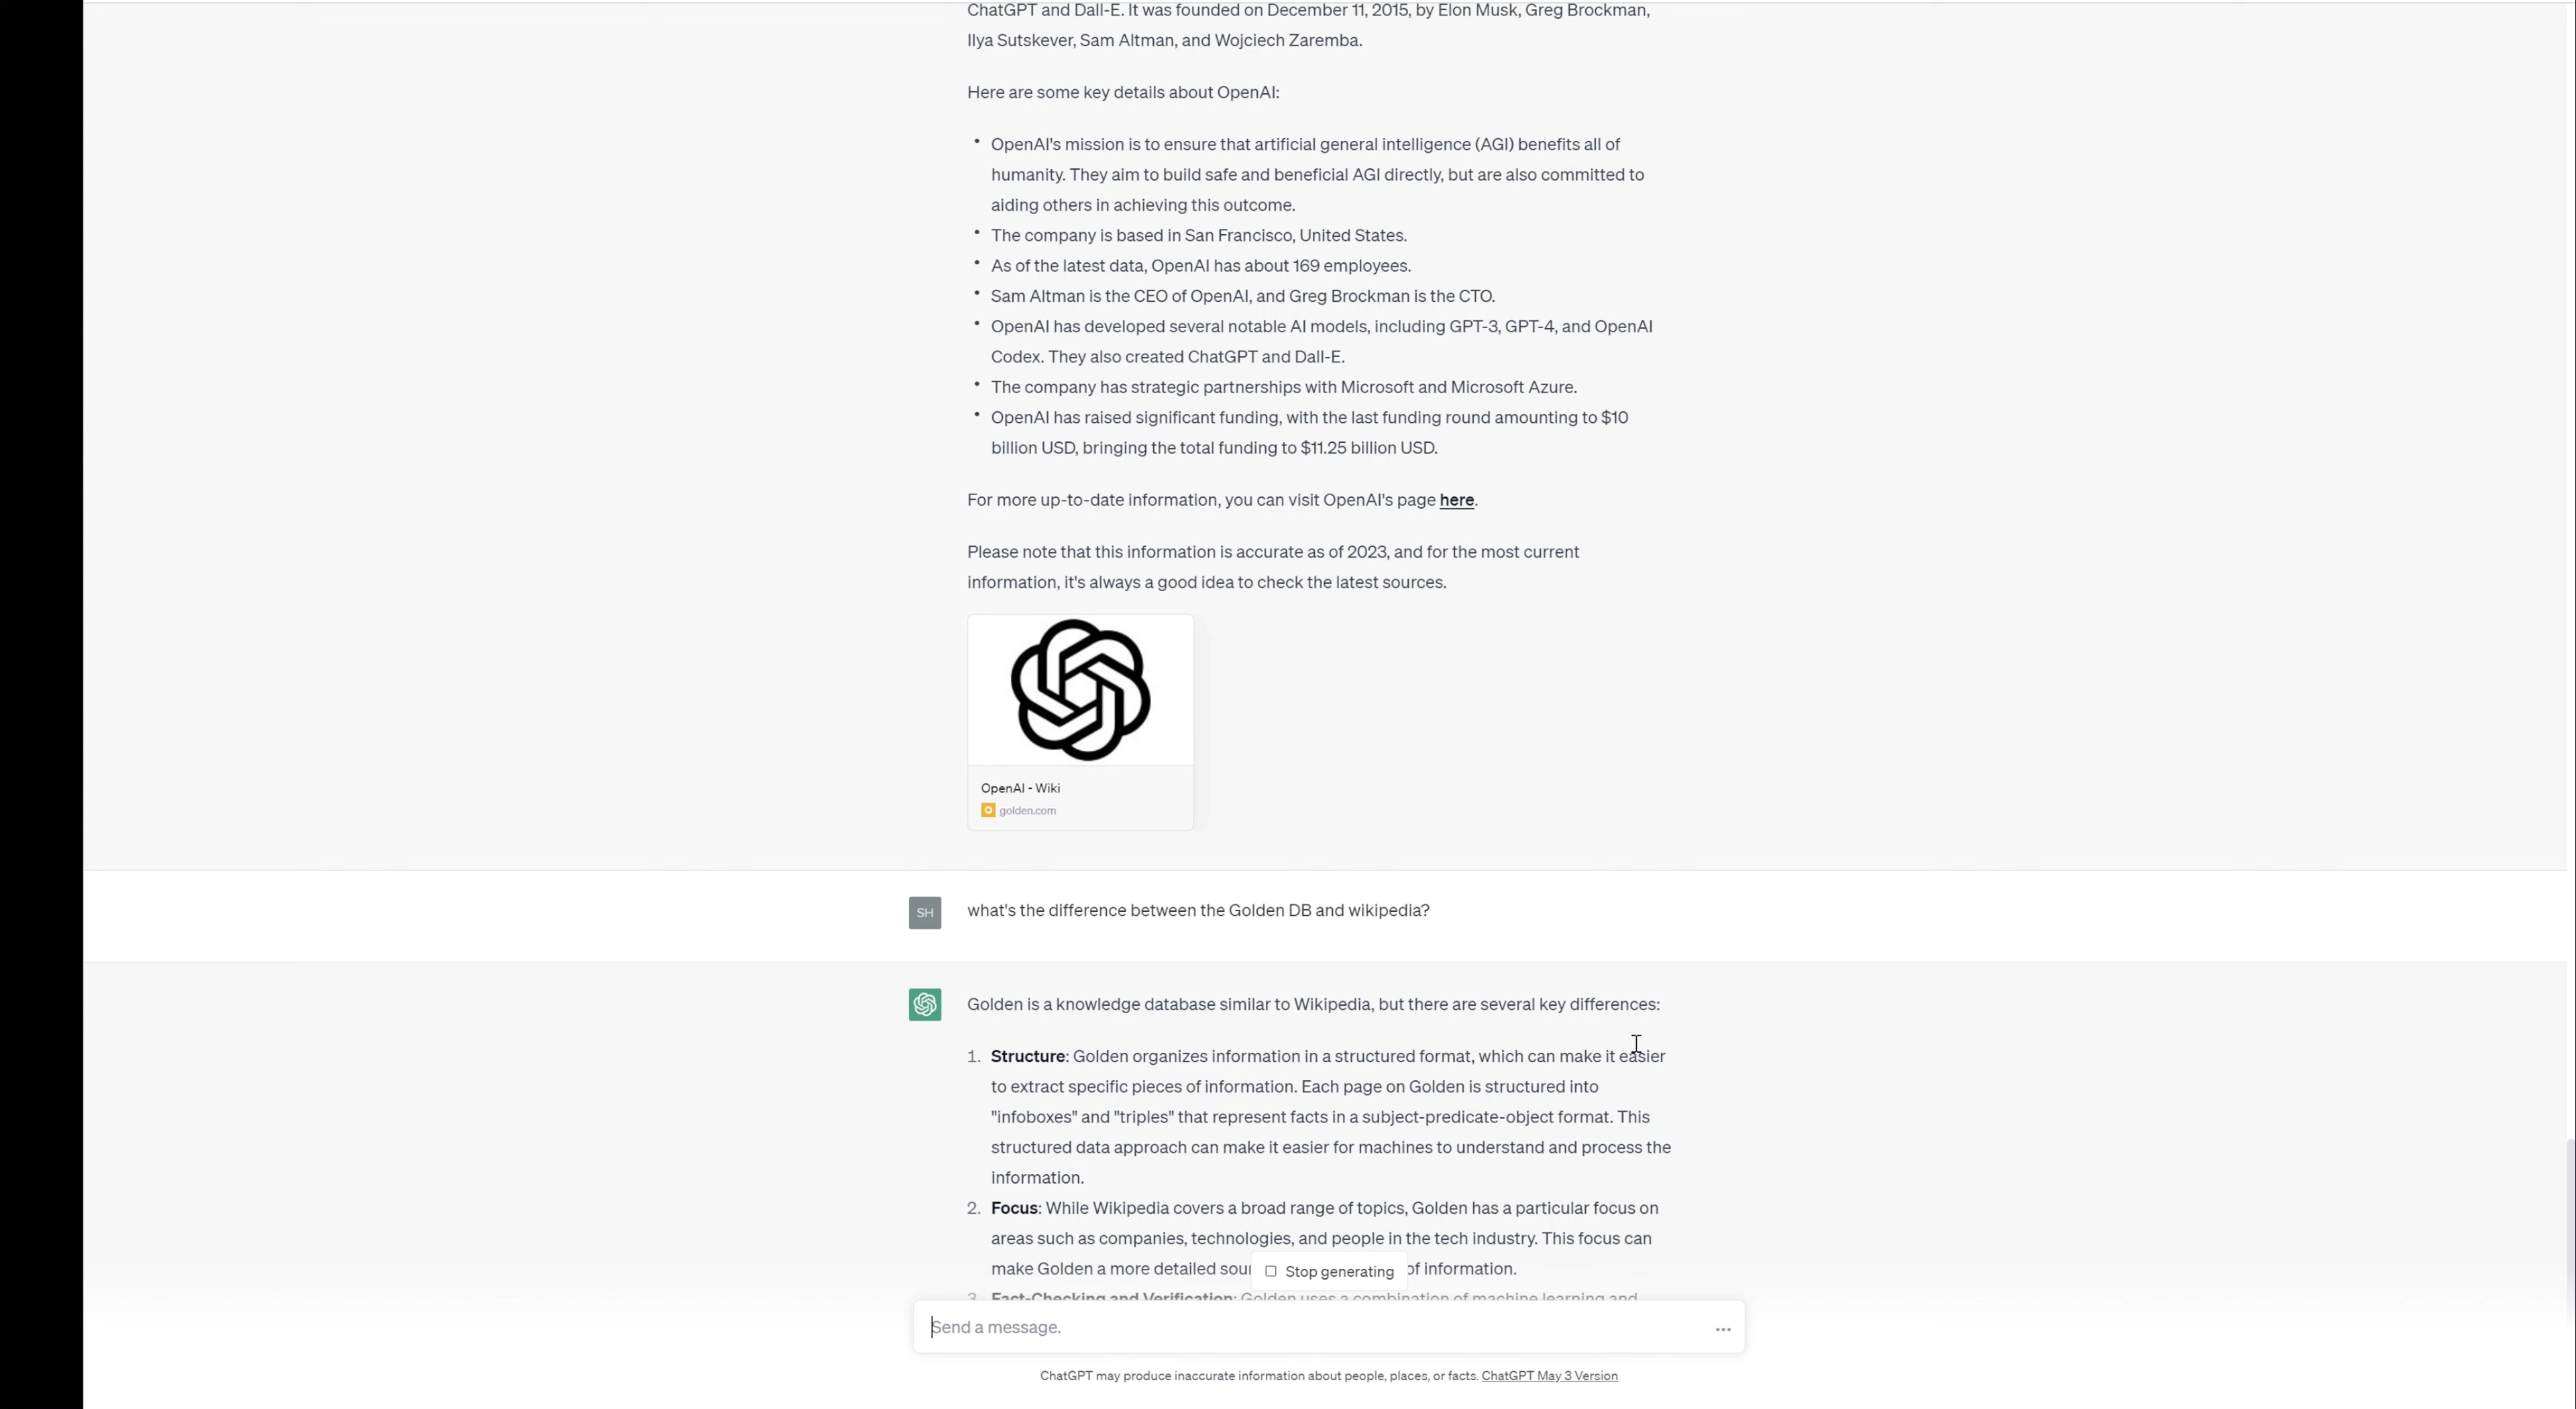 ChatGPT and Dall-E. It was founded on December 11, 2015, by Elon Musk, Greg Brockman,
Ilya Sutskever, Sam Altman, and Wojciech Zaremba.
Here are some key details about OpenAI:
• OpenAI's mission is to ensure that artificial general intelligence (AGI) benefits all of
humanity. They aim to build safe and beneficial AGI directly, but are also committed to
aiding others in achieving this outcome.
• The company is based in San Francisco, United States.
• As of the latest data, OpenAI has about 169 employees.
• Sam Altman is the CEO of OpenAI, and Greg Brockman is the CTO.
• OpenAI has developed several notable AI models, including GPT-3, GPT-4, and OpenAI
Codex. They also created ChatGPT and Dall-E.
• The company has strategic partnerships with Microsoft and Microsoft Azure.
• OpenAI has raised significant funding, with the last funding round amounting to $10
billion USD, bringing the total funding to $11.25 billion USD.
For more up-to-date information, you can visit OpenAI's page here.
Please note that this information is accurate as of 2023, and for the most current
information, it's always a good idea to check the latest sources.
OpenAI - Wiki
golden.com
SH what's the difference between the Golden DB and wikipedia?
Golden is a knowledge database similar to Wikipedia, but there are several key differences:
1. Structure: Golden organizes information in a structured format, which can make it easier
to extract specific pieces of information. Each page on Golden is structured into
"infoboxes" and "triples" that represent facts in a subject-predicate-object format. This
structured data approach can make it easier for machines to understand and process the
information.
2. Focus: While Wikipedia covers a broad range of topics, Golden has a particular focus on
areas such as companies, technologies, and people in the tech industry. This focus can
make Golden a more detailed sour of information.
Stop generating
3. Fact-Checking and Verification: Golden uses a combination of machine learning and
Send a message.
ChatGPT may produce inaccurate information about people, places, or facts. ChatGPT May 3 Version